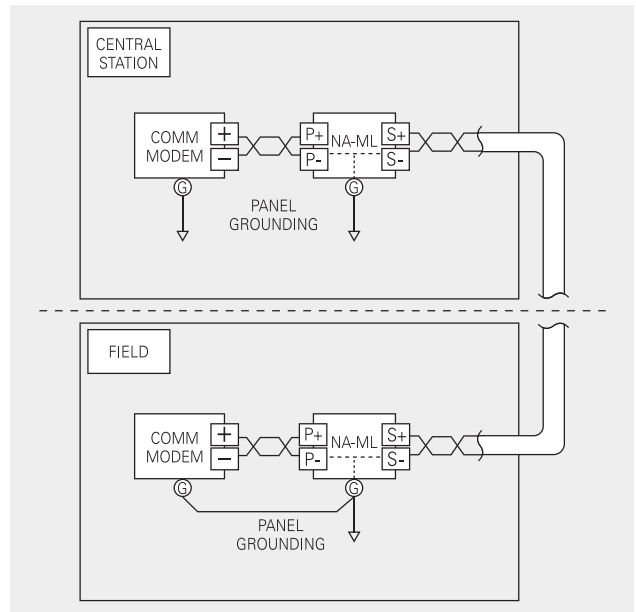 CENTRAL
STATION
COMM
MODEM
+
−
P+
P-
NA-ML
S+
S-
G
G
PANEL
GROUNDING
FIELD
COMM
MODEM
+
−
P+
P-
NA-ML
S+
S-
G
G
PANEL
GROUNDING